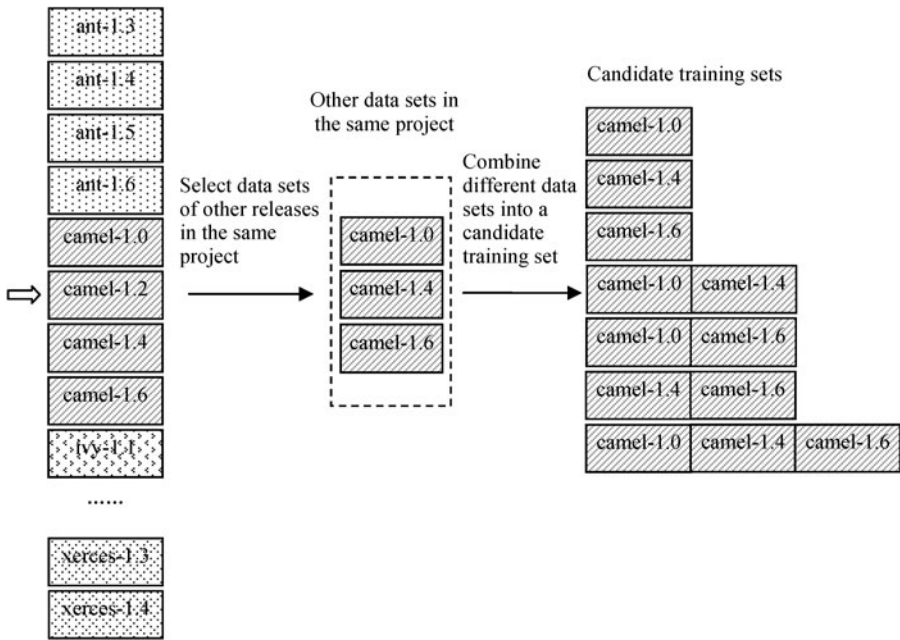 ant-1.3
ant-1.4
ant-1.5
ant-1.6
camel-1.0
camel-1.2
camel-1.4
camel-1.6
ivy-1.1
......
xerces-1.3
xerces-1.4
Select data sets
of other releases
in the same
project
Other data sets in
the same project
camel-1.0
camel-1.4
camel-1.6
Combine
different data
sets into a
candidate
training set
Candidate training sets
camel-1.0
camel-1.4
camel-1.6
camel-1.0 camel-1.4
camel-1.0 camel-1.6
camel-1.4 camel-1.6
camel-1.0 camel-1.4 camel-1.6